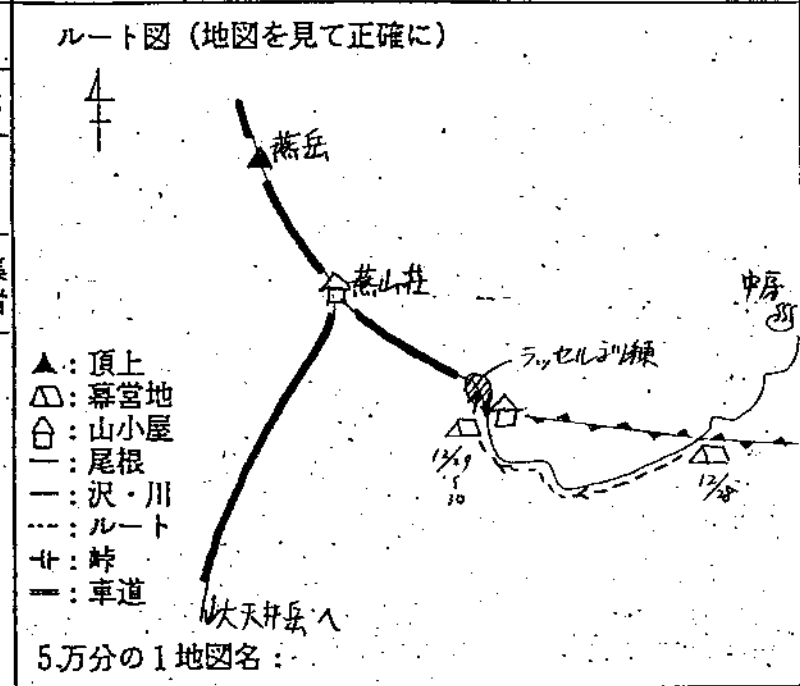 ルート図（地図を見て正確に）
燕岳
燕山荘
中房
ラッセル訓練
12/29
30
12/28
大天井岳へ
▲：頂上
：幕営地
：山小屋
―：尾根
―：沢・川
---：ルート
：峠
：車道
5万分の1地図名：